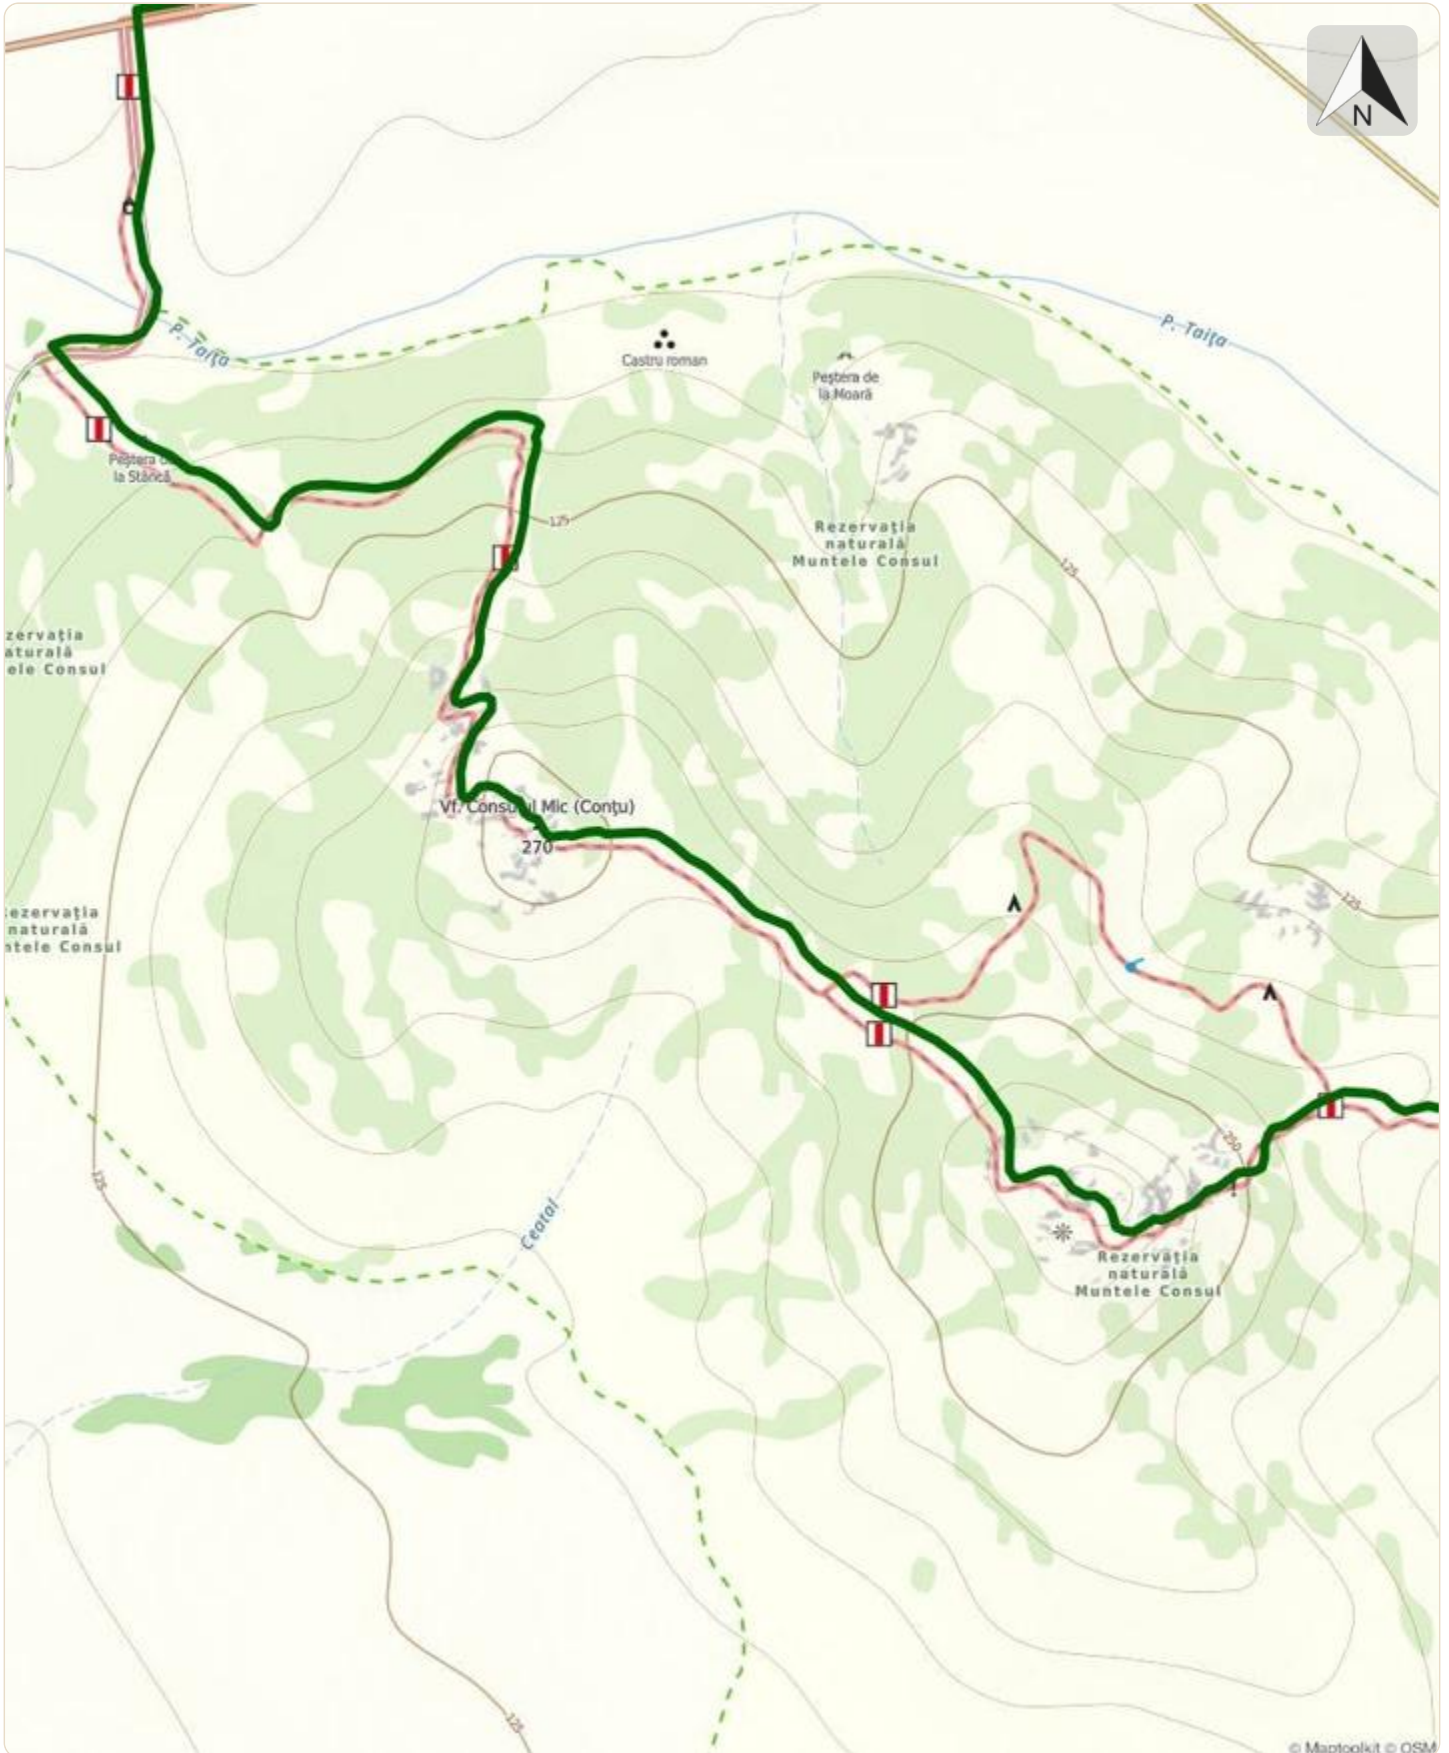 N
P. Taița
P. Taița
Castru roman
Peștera de
la Moară
Peștera
la Stâncă
125
Rezervația
naturală
Muntele Consul
125
zervația
aturală
ele Consul
Vf. Consulul Mic (Conțu)
270
125
ezervația
naturală
ntele Consul
250
125
Ceatal
Rezervația
naturală
Muntele Consul
125
© Maptoolkit © OSM